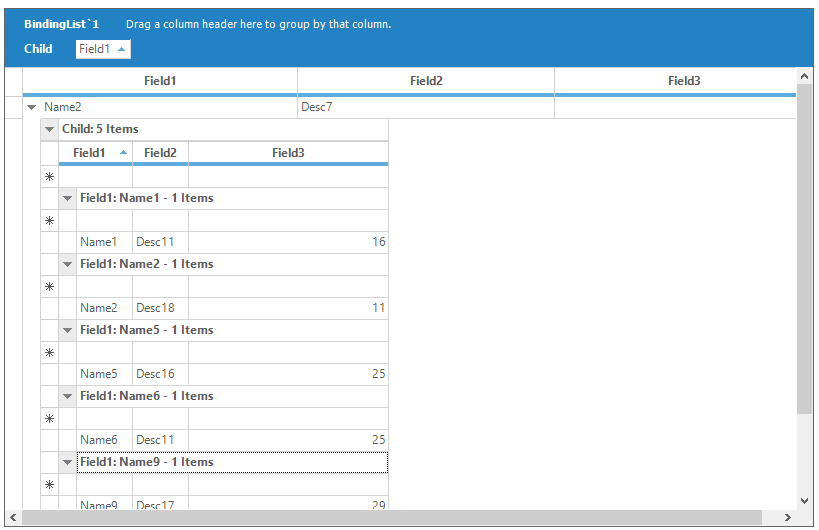 BindingList`1 Drag a column header here to group by that column.
Child Field1
Field1 Field2 Field3
Name2 Desc7
Child: 5 Items
Field1 Field2 Field3
Field1: Name1 - 1 Items
Name1 Desc11 16
Field1: Name2 - 1 Items
Name2 Desc18 11
Field1: Name5 - 1 Items
Name5 Desc16 25
Field1: Name6 - 1 Items
Name6 Desc11 25
Field1: Name9 - 1 Items
Name9 Desc17 29